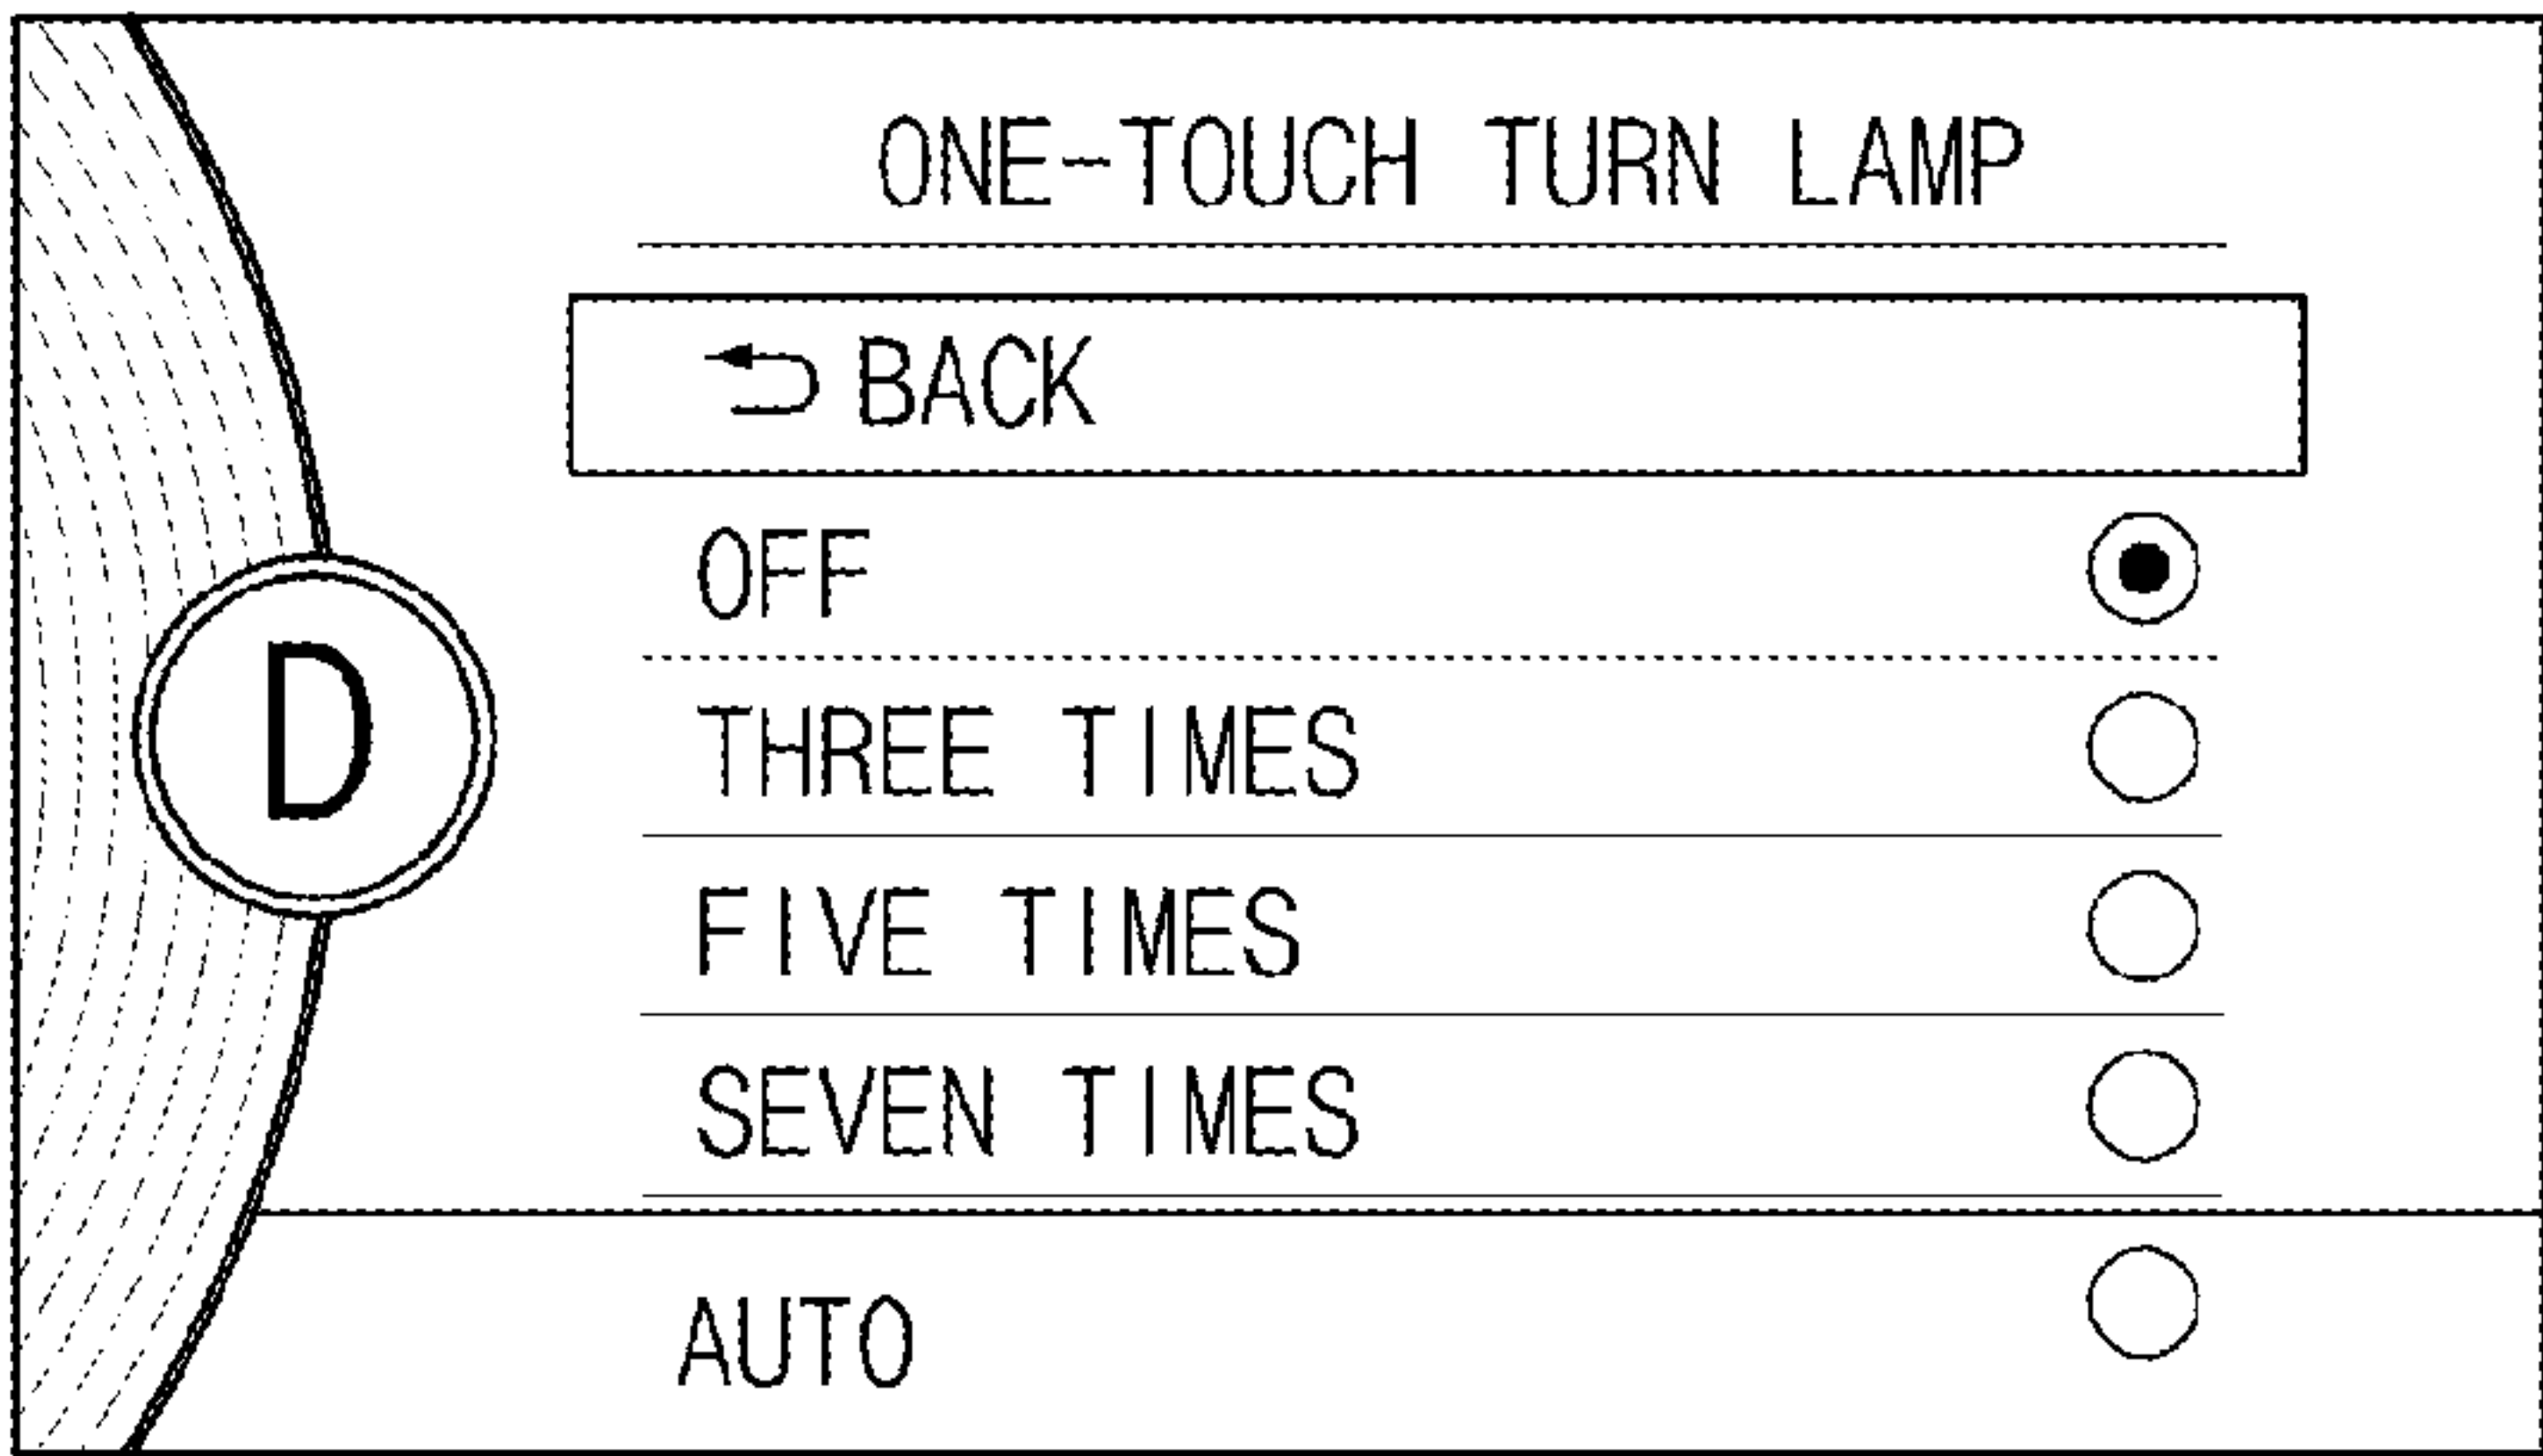 ONE-TOUCH TURN LAMP
BACK
OFF
D
THREE TIMES
FIVE TIMES
SEVEN TIMES
AUTO